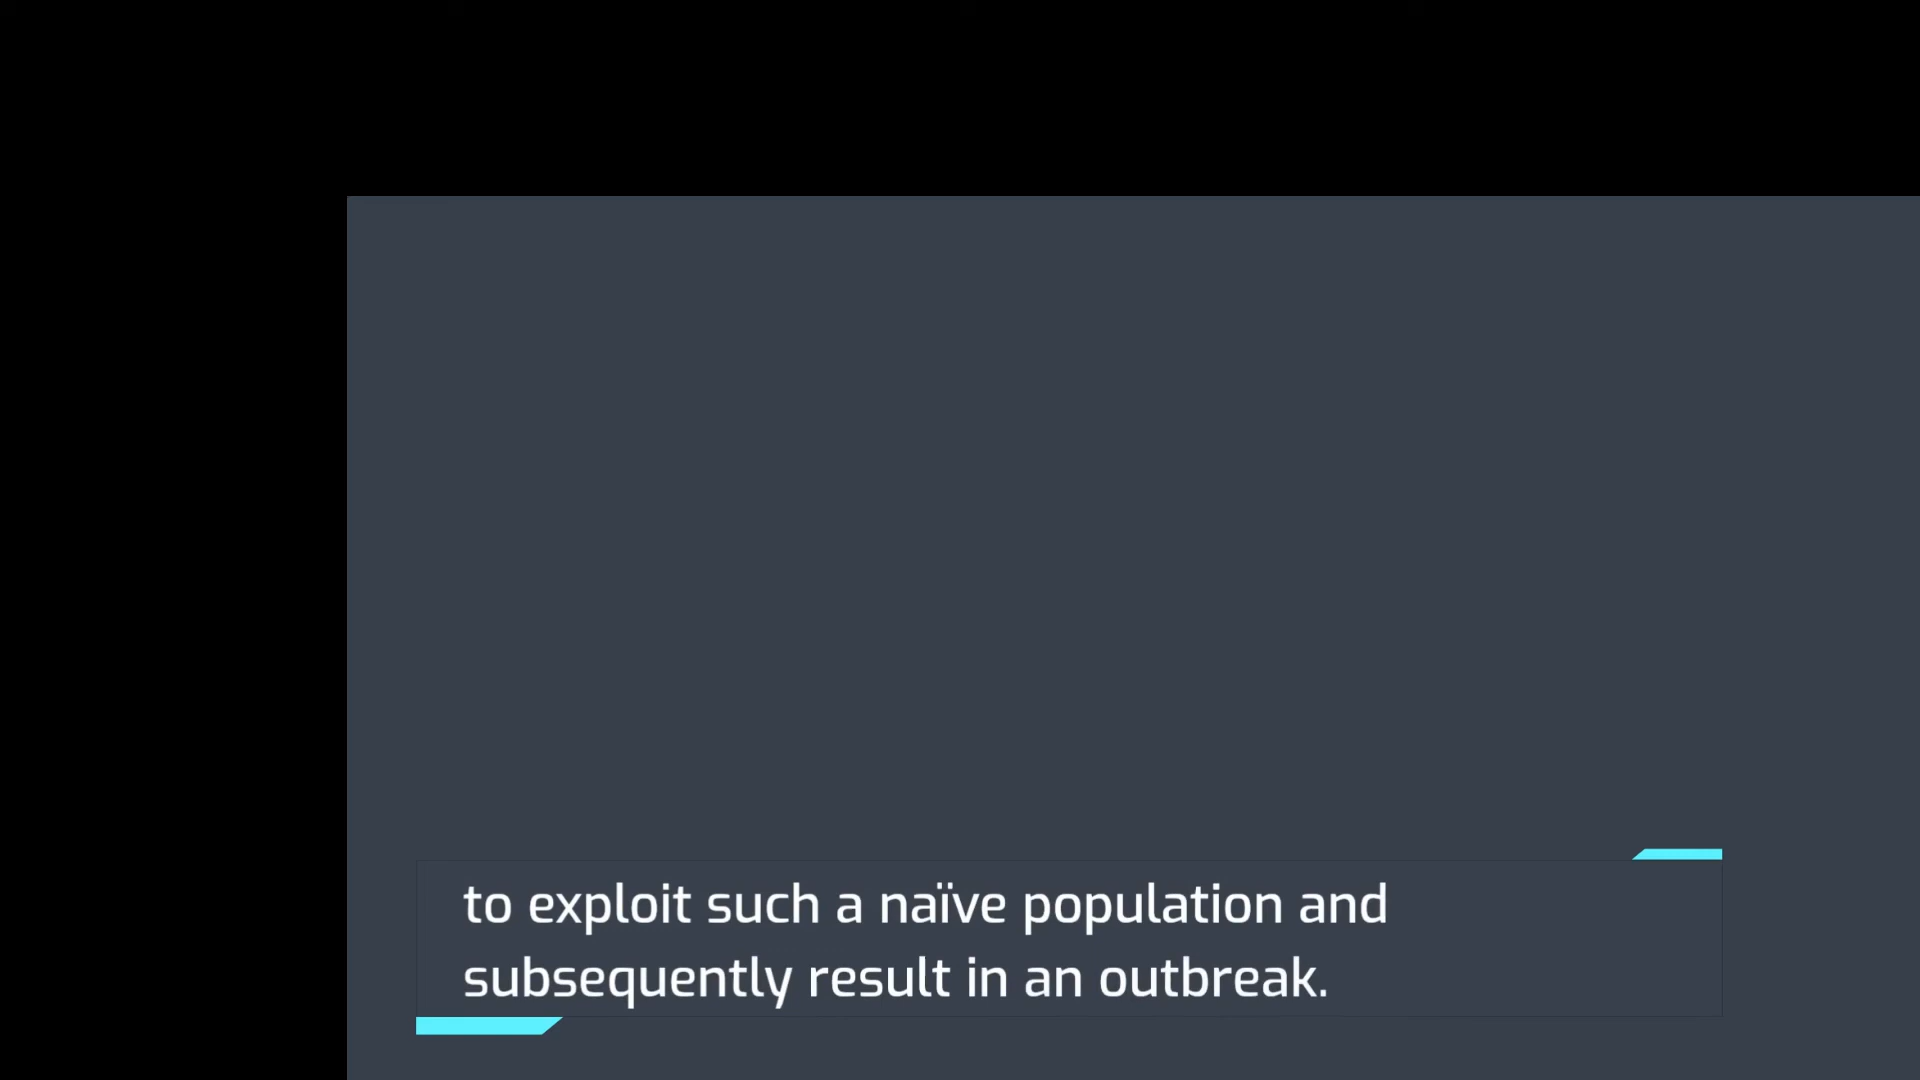 to exploit such a naïve population and
subsequently result in an outbreak.